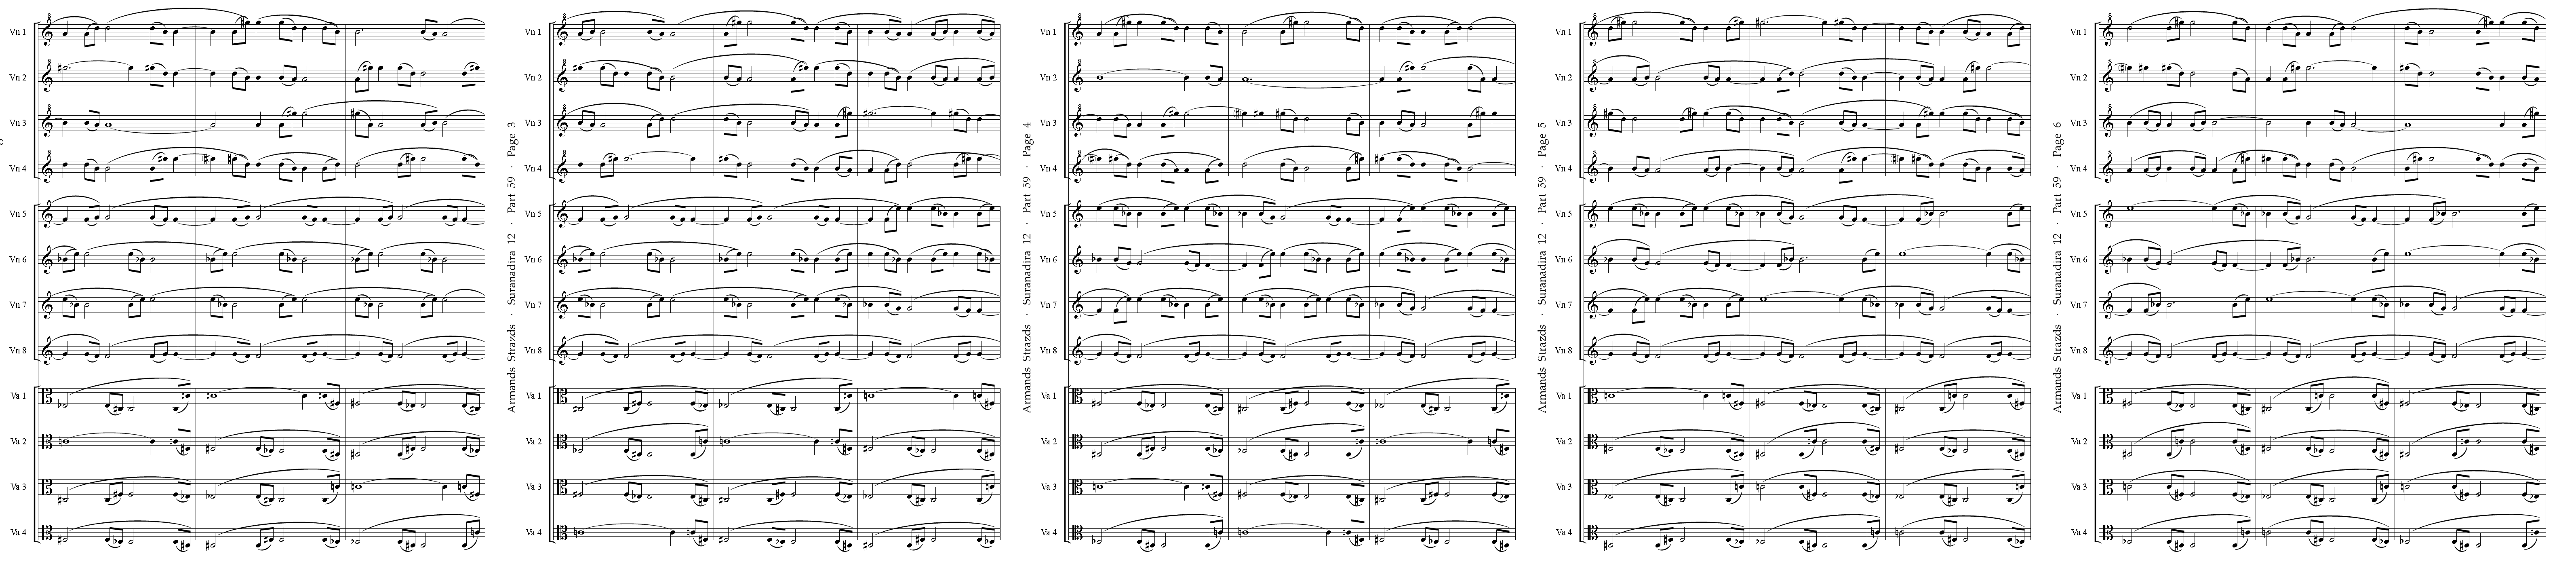 Vn 1
Vn 2
Vn 3
Vn 4
Vn 5
Vn 6
Vn 7
Vn 8
Va 1
Va 2
Va 3
Va 4
Armands Strazds · Suranadira 12 · Part 59 · Page 3
Vn 1
Vn 2
Vn 3
Vn 4
Vn 5
Vn 6
Vn 7
Vn 8
Va 1
Va 2
Va 3
Va 4
Armands Strazds · Suranadira 12 · Part 59 · Page 4
Vn 1
Vn 2
Vn 3
Vn 4
Vn 5
Vn 6
Vn 7
Vn 8
Va 1
Va 2
Va 3
Va 4
Armands Strazds · Suranadira 12 · Part 59 · Page 5
Vn 1
Vn 2
Vn 3
Vn 4
Vn 5
Vn 6
Vn 7
Vn 8
Va 1
Va 2
Va 3
Va 4
Armands Strazds · Suranadira 12 · Part 59 · Page 6
Vn 1
Vn 2
Vn 3
Vn 4
Vn 5
Vn 6
Vn 7
Vn 8
Va 1
Va 2
Va 3
Va 4